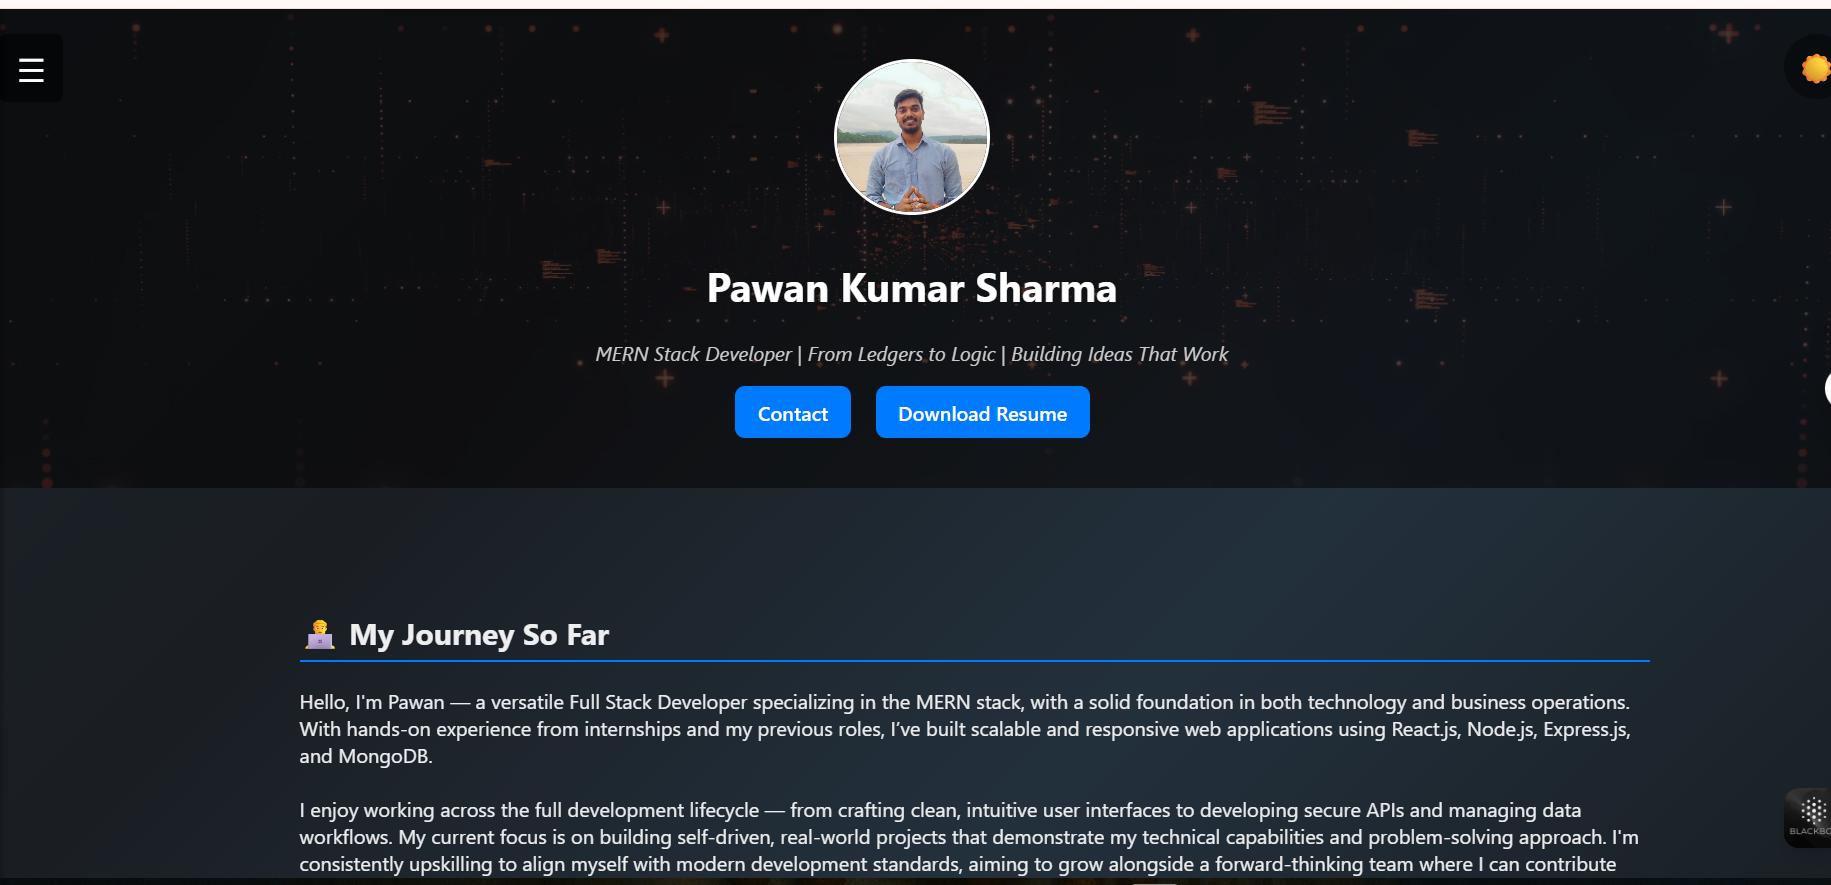 Pawan Kumar Sharma
MERN Stack Developer | From Ledgers to Logic | Building Ideas That Work
Contact
Download Resume
My Journey So Far
Hello, I'm Pawan — a versatile Full Stack Developer specializing in the MERN stack, with a solid foundation in both technology and business operations.
With hands-on experience from internships and my previous roles, I’ve built scalable and responsive web applications using React.js, Node.js, Express.js,
and MongoDB.
I enjoy working across the full development lifecycle — from crafting clean, intuitive user interfaces to developing secure APIs and managing data
workflows. My current focus is on building self-driven, real-world projects that demonstrate my technical capabilities and problem-solving approach. I'm
consistently upskilling to align myself with modern development standards, aiming to grow alongside a forward-thinking team where I can contribute